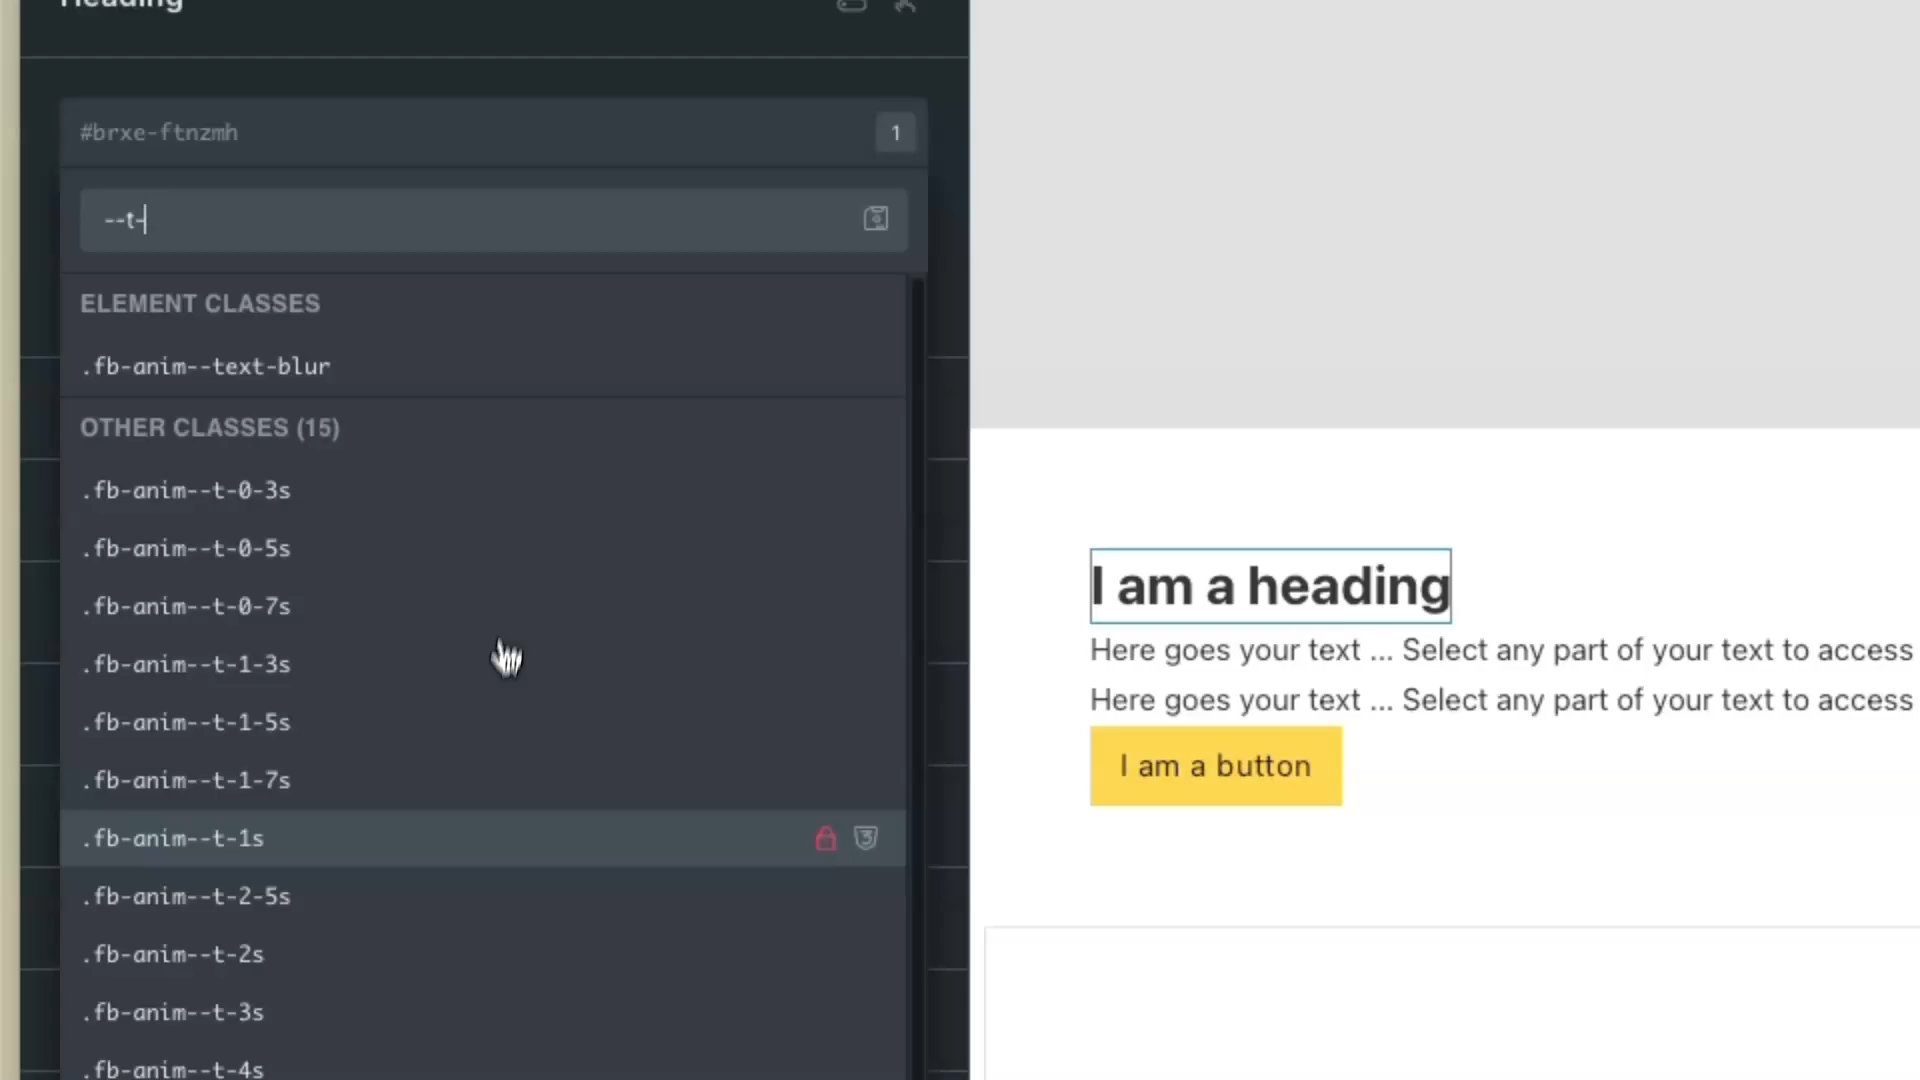 Heading
#brxe-ftnzmh
1
--t-
ELEMENT CLASSES
.fb-anim--text-blur
OTHER CLASSES (15)
.fb-anim--t-0-3s
.fb-anim--t-0-5s
.fb-anim--t-0-7s
.fb-anim--t-1-3s
.fb-anim--t-1-5s
.fb-anim--t-1-7s
.fb-anim--t-1s
.fb-anim--t-2-5s
.fb-anim--t-2s
.fb-anim--t-3s
.fb-anim--t-4s
I am a heading
Here goes your text ... Select any part of your text to access
Here goes your text ... Select any part of your text to access
I am a button